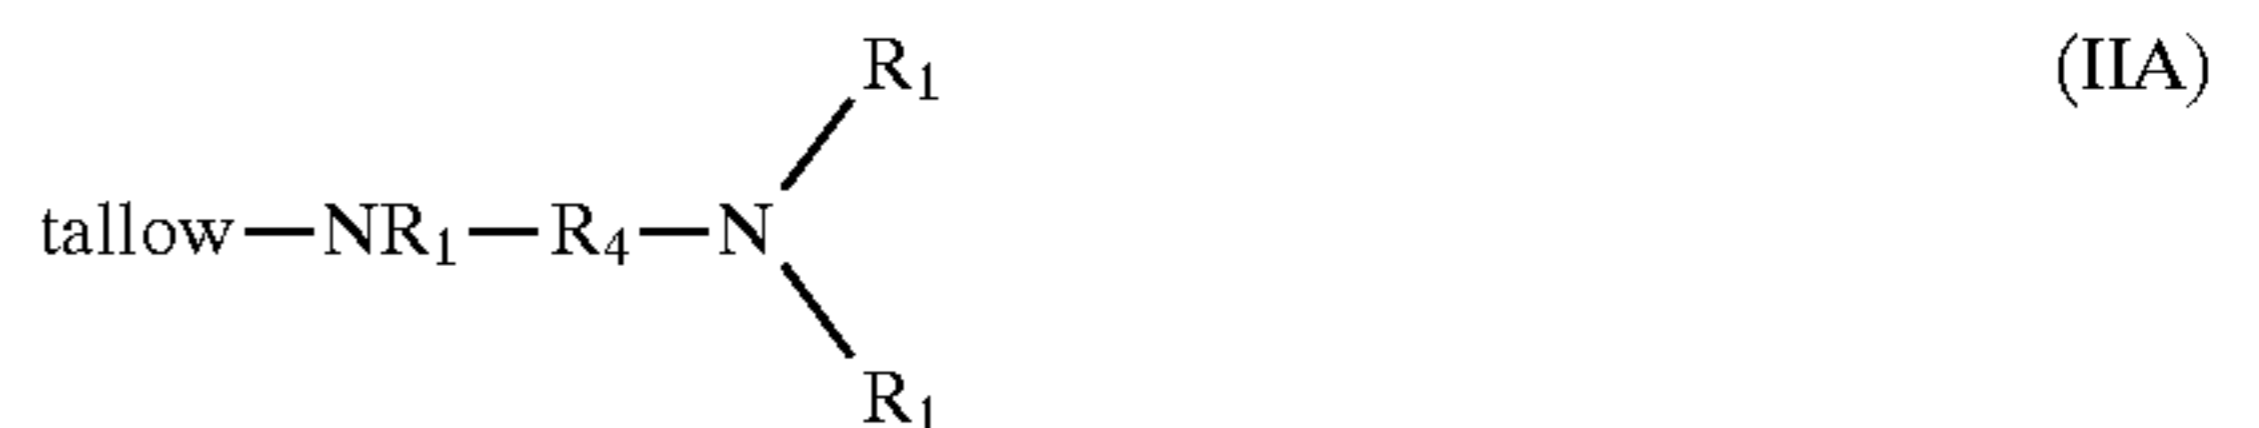 R₁ (IIA)
tallow—NR₁—R₄—N
R₁